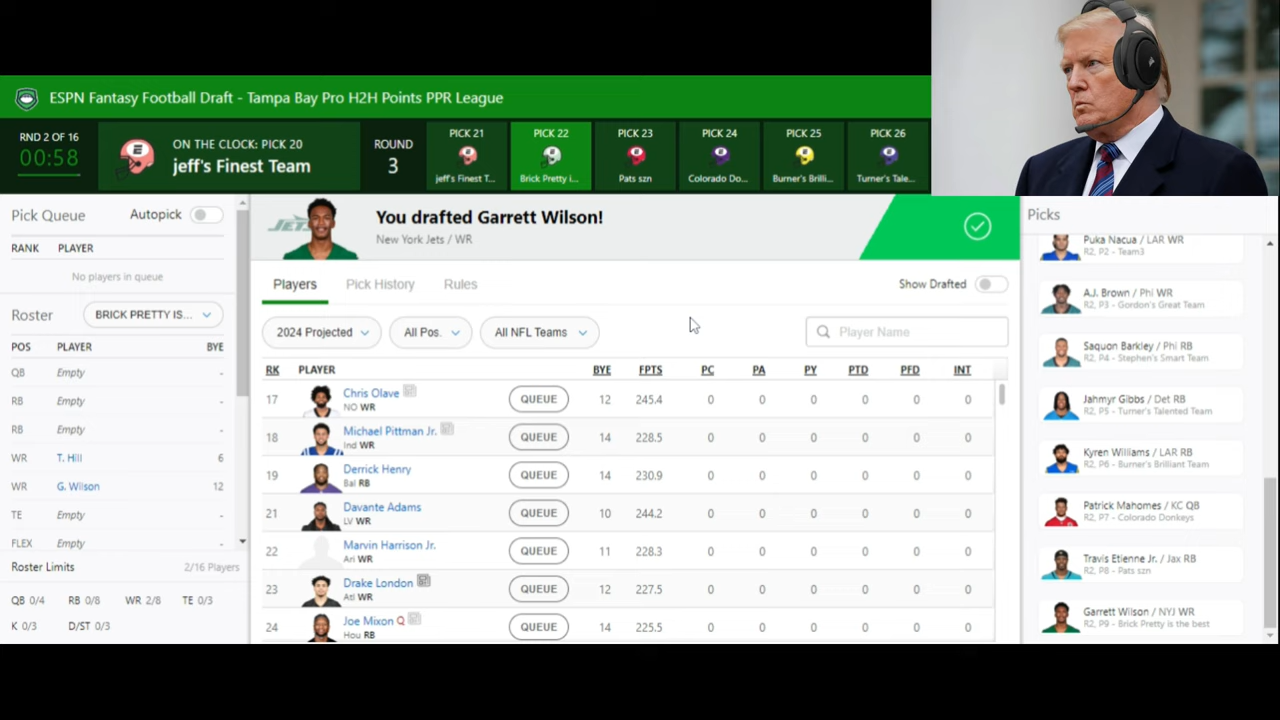 ESPN Fantasy Football Draft - Tampa Bay Pro H2H Points PPR League
RND 2 OF 16
00:58
ON THE CLOCK: PICK 20
jeff's Finest Team
ROUND
3
PICK 21
jeff's Finest T...
PICK 22
Brick Pretty i...
PICK 23
Pats szn
PICK 24
Colorado Do...
PICK 25
Burner's Brilli...
PICK 26
Turner's Tale...
Pick Queue
Autopick
RANK PLAYER
No players in queue
Roster
BRICK PRETTY IS...
POS PLAYER BYE
QB Empty -
RB Empty -
RB Empty -
WR T. Hill 6
WR G. Wilson 12
TE Empty -
FLEX Empty -
Roster Limits 2/16 Players
QB 0/4 RB 0/8 WR 2/8 TE 0/3
K 0/3 D/ST 0/3
JETS
You drafted Garrett Wilson!
New York Jets / WR
Players Pick History Rules
Show Drafted
2024 Projected All Pos. All NFL Teams
Player Name
RK PLAYER BYE FPTS PC PA PY PTD PFD INT
17 Chris Olave NO WR QUEUE 12 245.4 0 0 0 0 0 0
18 Michael Pittman Jr. Ind WR QUEUE 14 228.5 0 0 0 0 0 0
19 Derrick Henry Bal RB QUEUE 14 230.9 0 0 0 0 0 0
21 Davante Adams LV WR QUEUE 10 244.2 0 0 0 0 0 0
22 Marvin Harrison Jr. Ari WR QUEUE 11 228.3 0 0 0 0 0 0
23 Drake London Atl WR QUEUE 12 227.5 0 0 0 0 0 0
24 Joe Mixon Q Hou RB QUEUE 14 225.5 0 0 0 0 0 0
Picks
Puka Nacua / LAR WR
R2, P2 - Team3
A.J. Brown / Phi WR
R2, P3 - Gordon's Great Team
Saquon Barkley / Phi RB
R2, P4 - Stephen's Smart Team
Jahmyr Gibbs / Det RB
R2, P5 - Turner's Talented Team
Kyren Williams / LAR RB
R2, P6 - Burner's Brilliant Team
Patrick Mahomes / KC QB
R2, P7 - Colorado Donkeys
Travis Etienne Jr. / Jax RB
R2, P8 - Pats szn
Garrett Wilson / NYJ WR
R2, P9 - Brick Pretty is the best